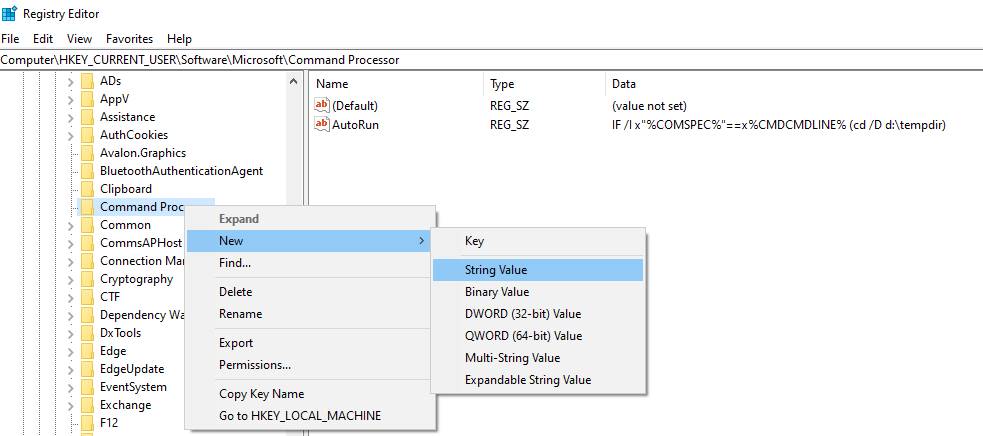 Registry Editor
File Edit View Favorites Help
Computer\HKEY_CURRENT_USER\Software\Microsoft\Command Processor
ADs
AppV
Assistance
AuthCookies
Avalon.Graphics
BluetoothAuthenticationAgent
Clipboard
Command Proc
Common
CommsAPHost
Connection Ma
Cryptography
CTF
Dependency Wa
DxTools
Edge
EdgeUpdate
EventSystem
Exchange
F12
Name Type Data
ab (Default) REG_SZ (value not set)
ab AutoRun REG_SZ IF /I x"%COMSPEC%"==x%CMDCMDLINE% (cd /D d:\tempdir)
Expand
New
Find...
Delete
Rename
Export
Permissions...
Copy Key Name
Go to HKEY_LOCAL_MACHINE
Key
String Value
Binary Value
DWORD (32-bit) Value
QWORD (64-bit) Value
Multi-String Value
Expandable String Value